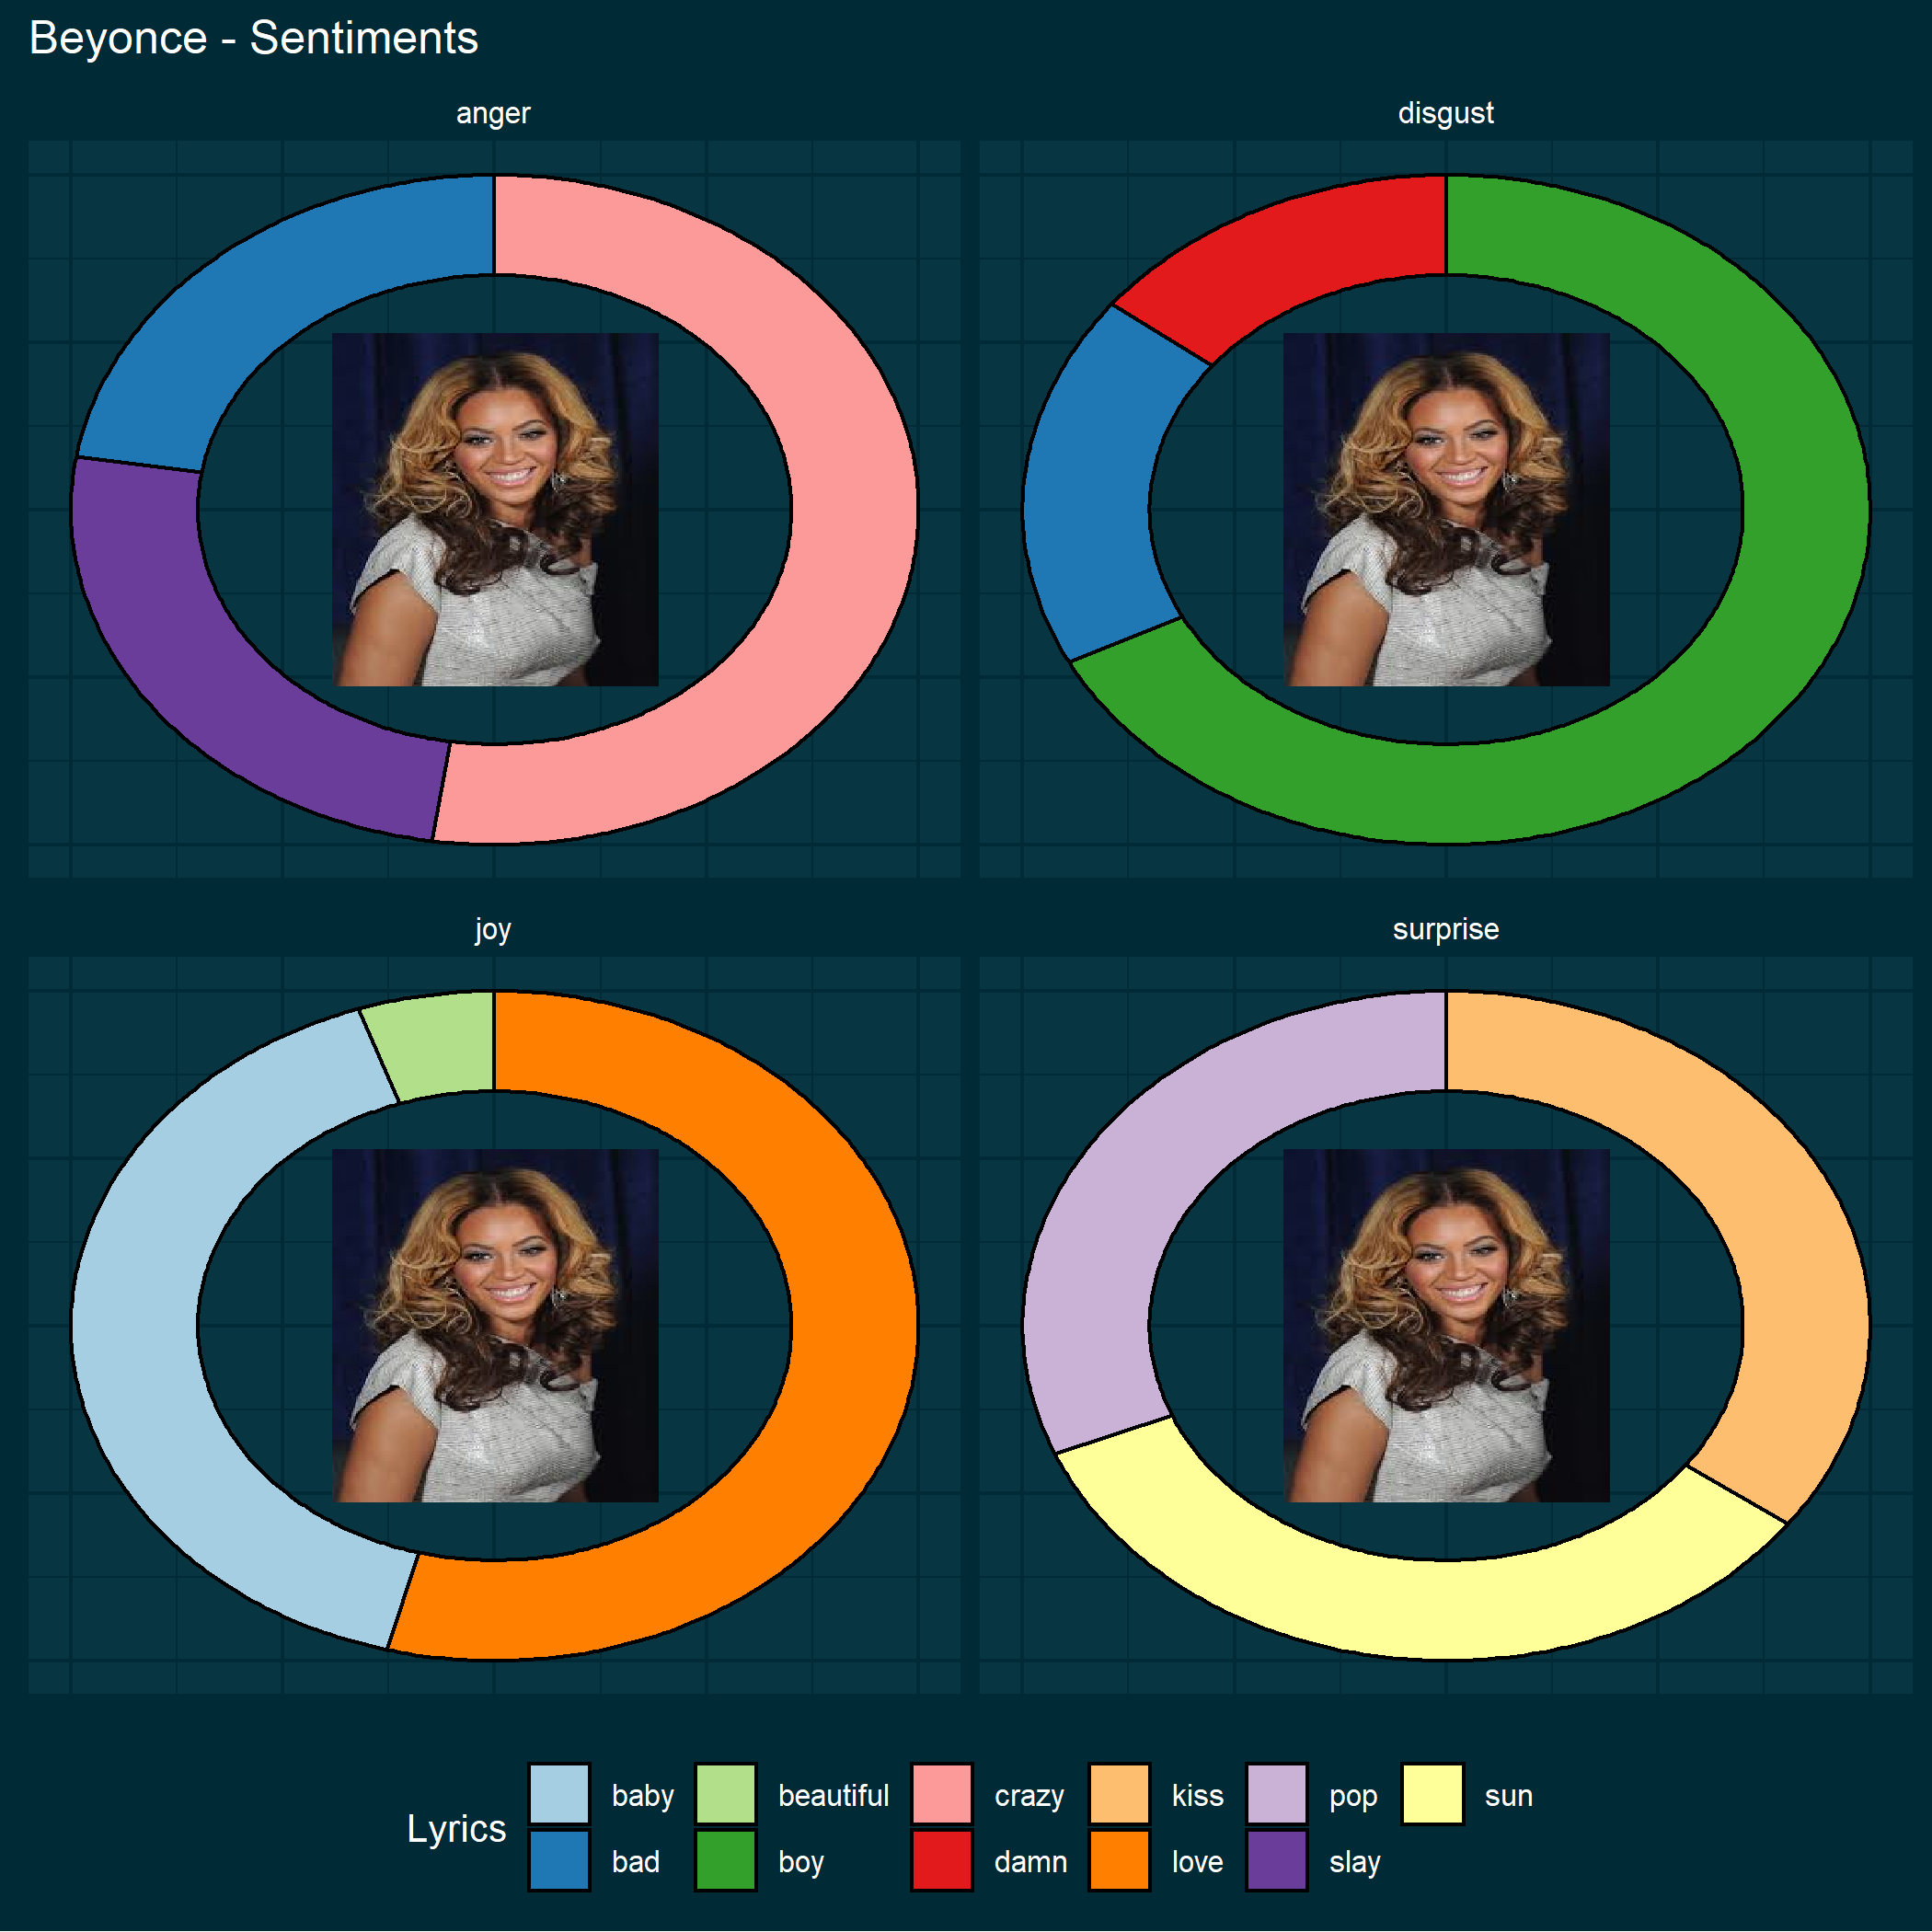 Beyonce - Sentiments
anger
disgust
joy
surprise
Lyrics
baby
beautiful
crazy
kiss
pop
sun
bad
boy
damn
love
slay